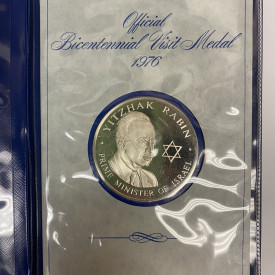 Official
Bicentennial Visit Medal
1976
YITZHAK RABIN
PRIME MINISTER OF ISRAEL